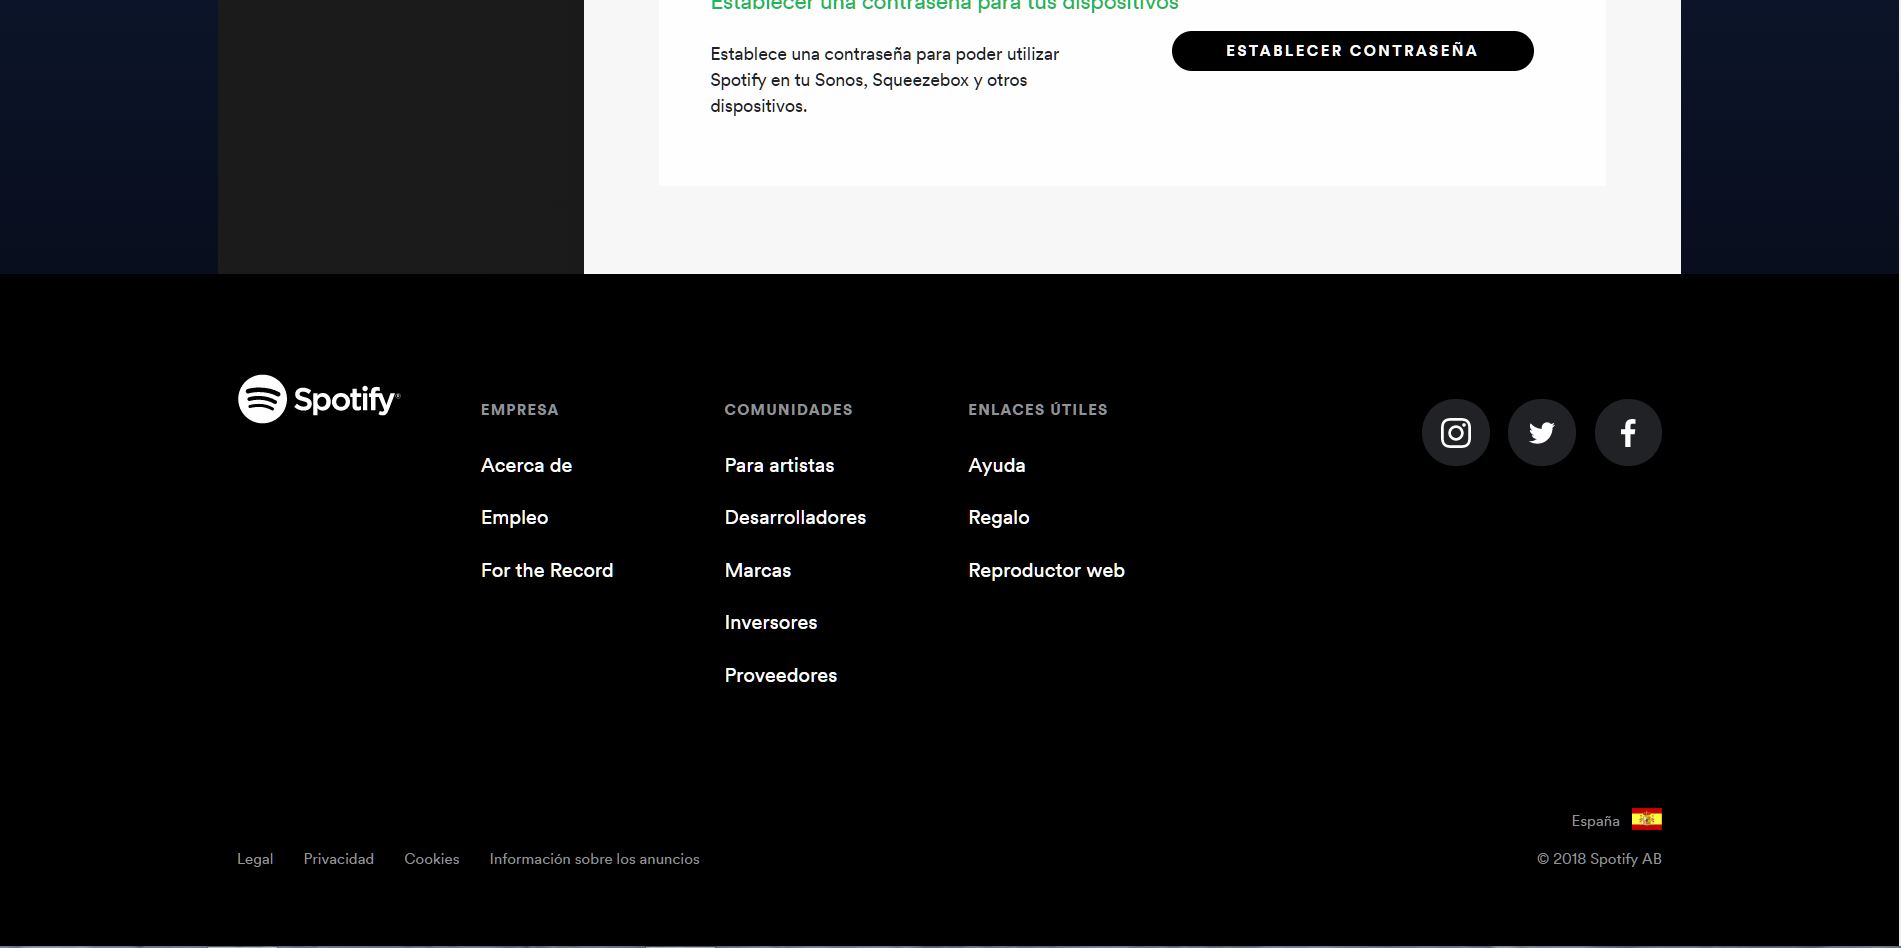 Establecer una contraseña para tus dispositivos
Establece una contraseña para poder utilizar
Spotify en tu Sonos, Squeezebox y otros
dispositivos.
ESTABLECER CONTRASEÑA
Spotify®
EMPRESA
Acerca de
Empleo
For the Record
COMUNIDADES
Para artistas
Desarrolladores
Marcas
Inversores
Proveedores
ENLACES ÚTILES
Ayuda
Regalo
Reproductor web
España
Legal Privacidad Cookies Información sobre los anuncios
© 2018 Spotify AB